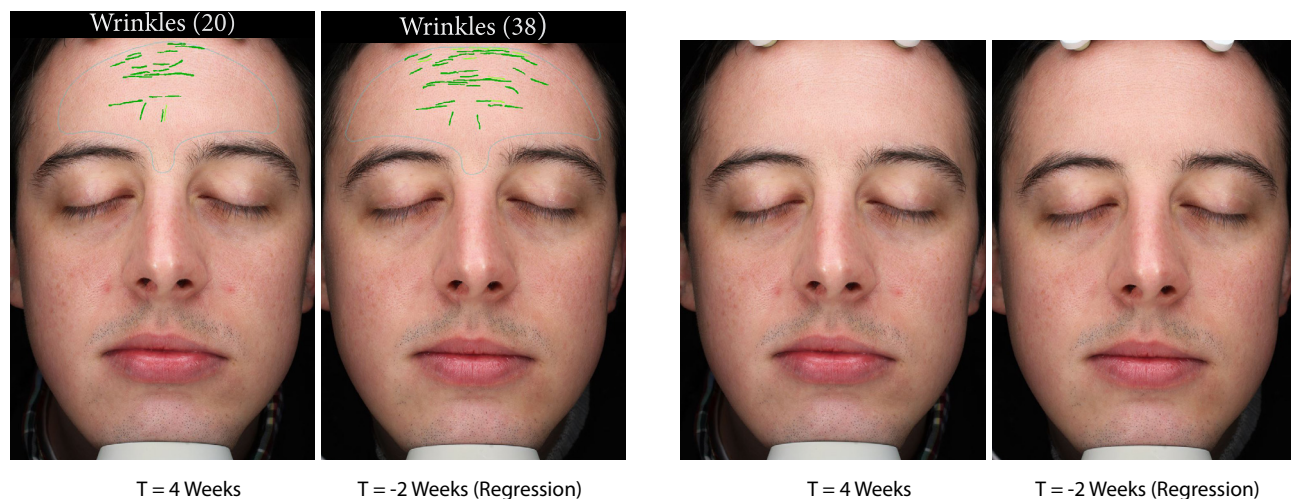 Wrinkles (20)
Wrinkles (38)
T = 4 Weeks
T = -2 Weeks (Regression)
T = 4 Weeks
T = -2 Weeks (Regression)